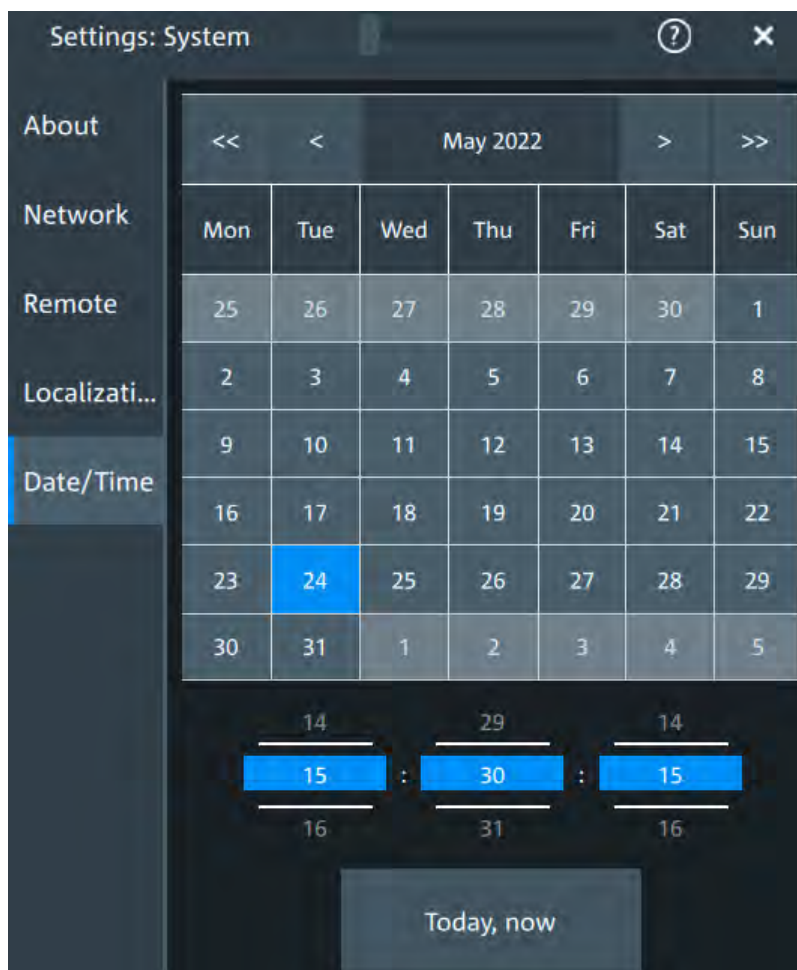 Settings: System ? ×
About
Network
Remote
Localizati...
Date/Time
<< < May 2022 > >>
Mon Tue Wed Thu Fri Sat Sun
25 26 27 28 29 30 1
2 3 4 5 6 7 8
9 10 11 12 13 14 15
16 17 18 19 20 21 22
23 24 25 26 27 28 29
30 31 1 2 3 4 5
14 29 14
15 : 30 : 15
16 31 16
Today, now